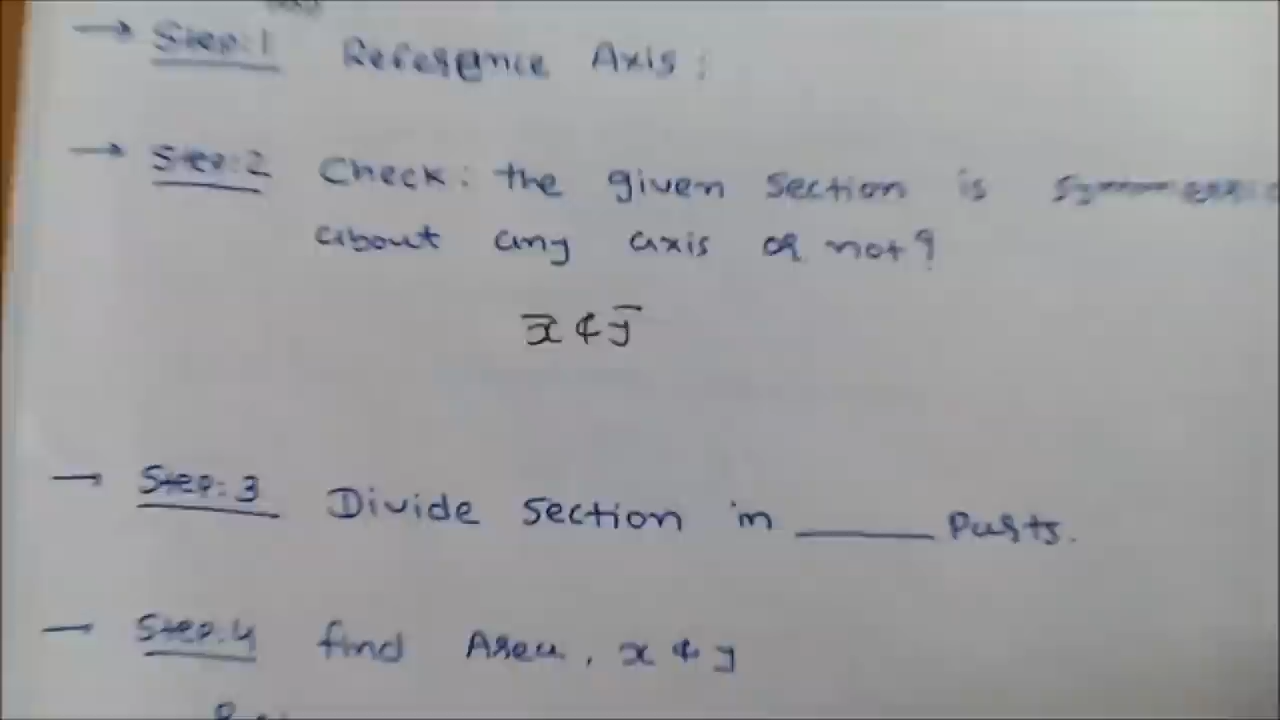 → Step:1 Reference Axis:
→ Step:2 Check: the given section is
about any axis or not?
x̄ & ȳ
→ Step:3 Divide section in ____ Parts.
→ Step:4 find Area, x & y